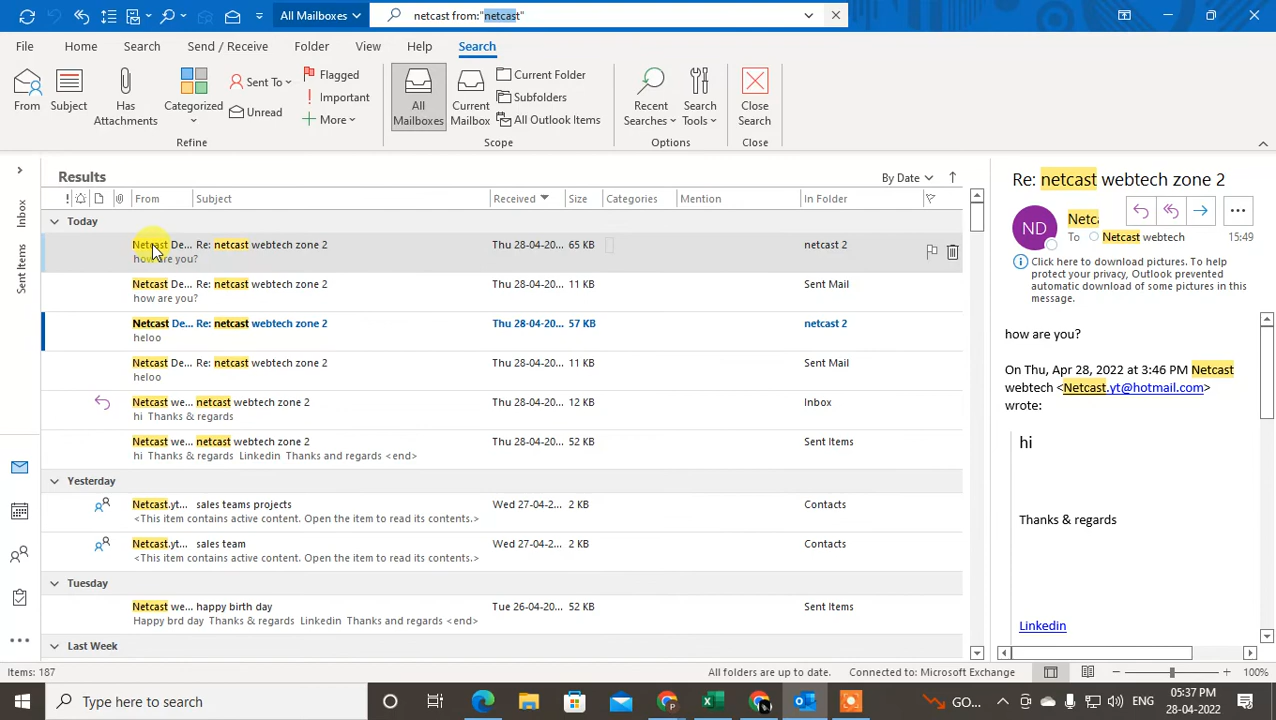 All Mailboxes netcast from:"netcast"
File Home Search Send / Receive Folder View Help Search
From Subject Has Attachments Categorized Sent To Unread Flagged Important More All Mailboxes Current Mailbox Current Folder Subfolders All Outlook Items Recent Searches Search Tools Close Search
Refine Scope Options Close
Inbox
Sent Items
Results By Date
From Subject Received Size Categories Mention In Folder
Today
Netcast De... Re: netcast webtech zone 2 Thu 28-04-20... 65 KB netcast 2
how are you?
Netcast De... Re: netcast webtech zone 2 Thu 28-04-20... 11 KB Sent Mail
how are you?
Netcast De... Re: netcast webtech zone 2 Thu 28-04-20... 57 KB netcast 2
heloo
Netcast De... Re: netcast webtech zone 2 Thu 28-04-20... 11 KB Sent Mail
heloo
Netcast we... netcast webtech zone 2 Thu 28-04-20... 12 KB Inbox
hi Thanks & regards
Netcast we... netcast webtech zone 2 Thu 28-04-20... 52 KB Sent Items
hi Thanks & regards Linkedin Thanks and regards <end>
Yesterday
Netcast.yt... sales teams projects Wed 27-04-20... 2 KB Contacts
<This item contains active content. Open the item to read its contents.>
Netcast.yt... sales team Wed 27-04-20... 2 KB Contacts
<This item contains active content. Open the item to read its contents.>
Tuesday
Netcast we... happy birth day Tue 26-04-20... 52 KB Sent Items
Happy brd day Thanks & regards Linkedin Thanks and regards <end>
Last Week
Re: netcast webtech zone 2
ND Netca
To Netcast webtech 15:49
Click here to download pictures. To help
protect your privacy, Outlook prevented
automatic download of some pictures in this
message.
how are you?
On Thu, Apr 28, 2022 at 3:46 PM Netcast
webtech <Netcast.yt@hotmail.com>
wrote:
hi
Thanks & regards
Linkedin
Items: 187 All folders are up to date. Connected to: Microsoft Exchange 100%
Type here to search GO... ENG 05:37 PM
28-04-2022